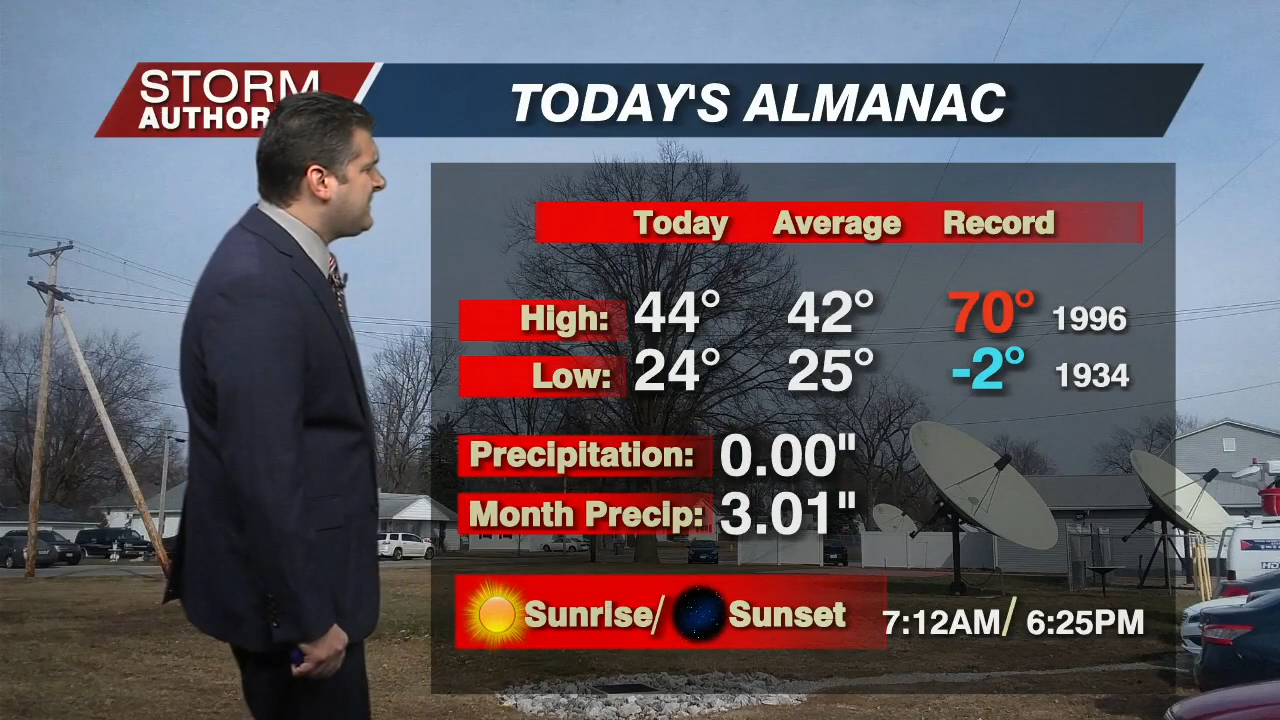 STORM
TODAY'S ALMANAC
Today Average Record
High: 44° 42° 70° 1996
Low: 24° 25° -2° 1934
Precipitation: 0.00"
Month Precip: 3.01"
Sunrise/ Sunset 7:12AM/ 6:25PM
HD